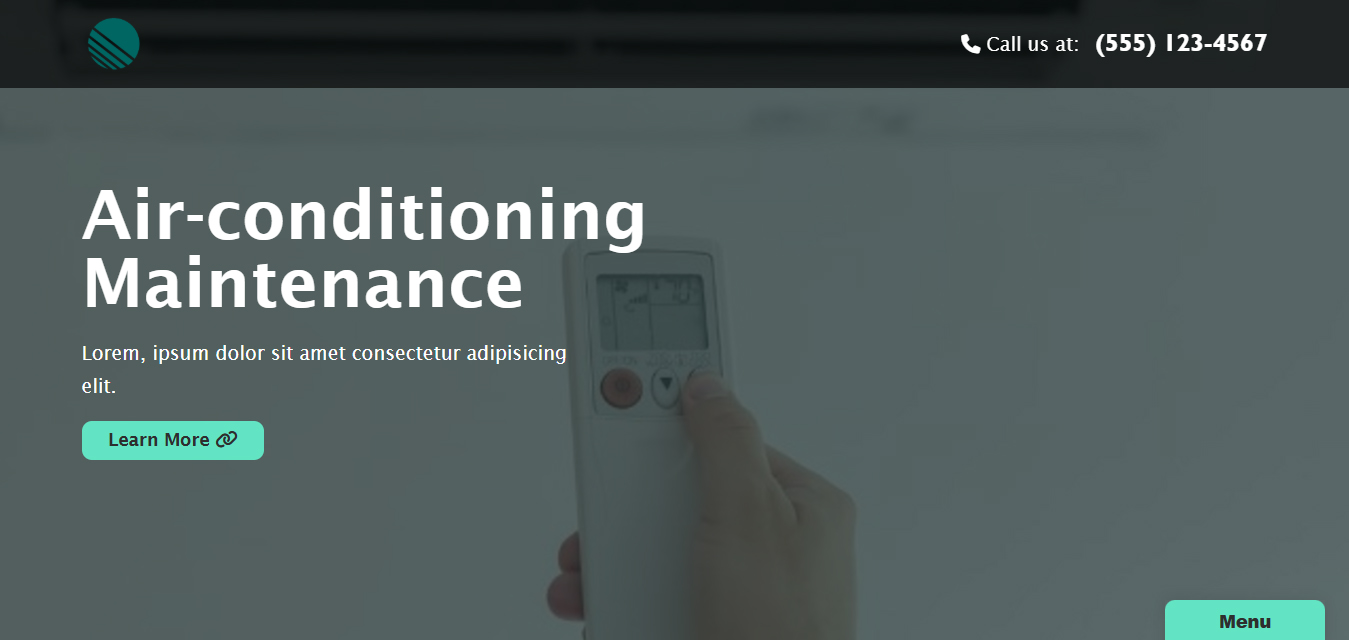 Call us at: (555) 123-4567
Air-conditioning
Maintenance
Lorem, ipsum dolor sit amet consectetur adipisicing
elit.
Learn More
Menu